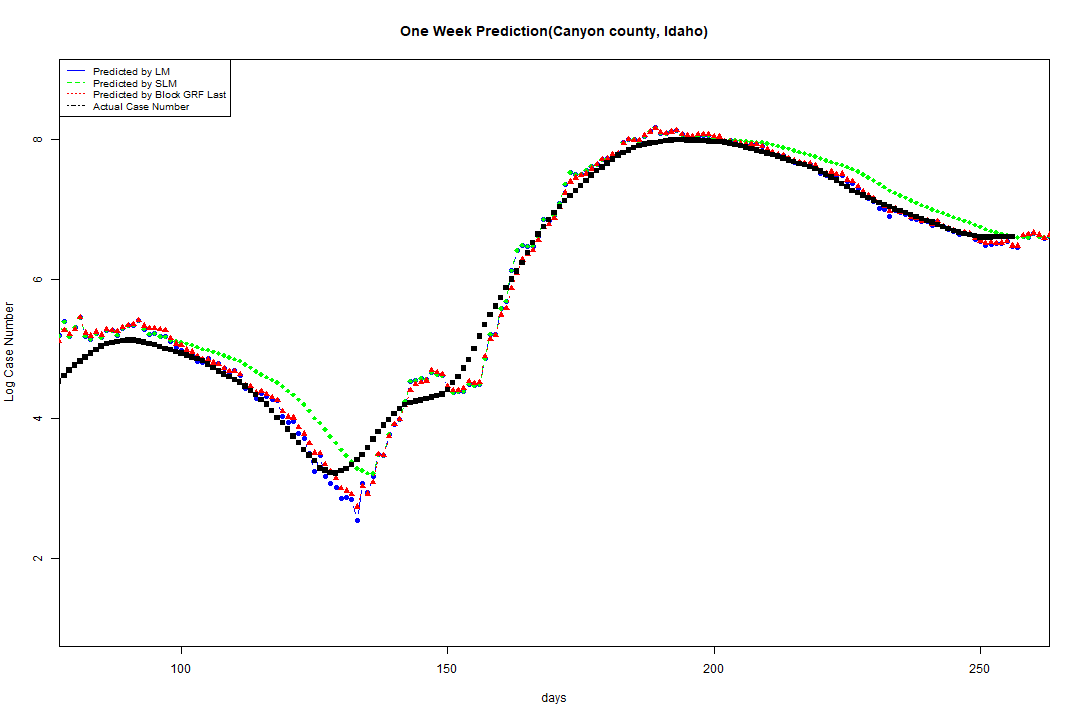 One Week Prediction(Canyon county, Idaho)
Predicted by LM
Predicted by SLM
Predicted by Block GRF Last
Actual Case Number
8
6
4
2
Log Case Number
100 150 200 250
days